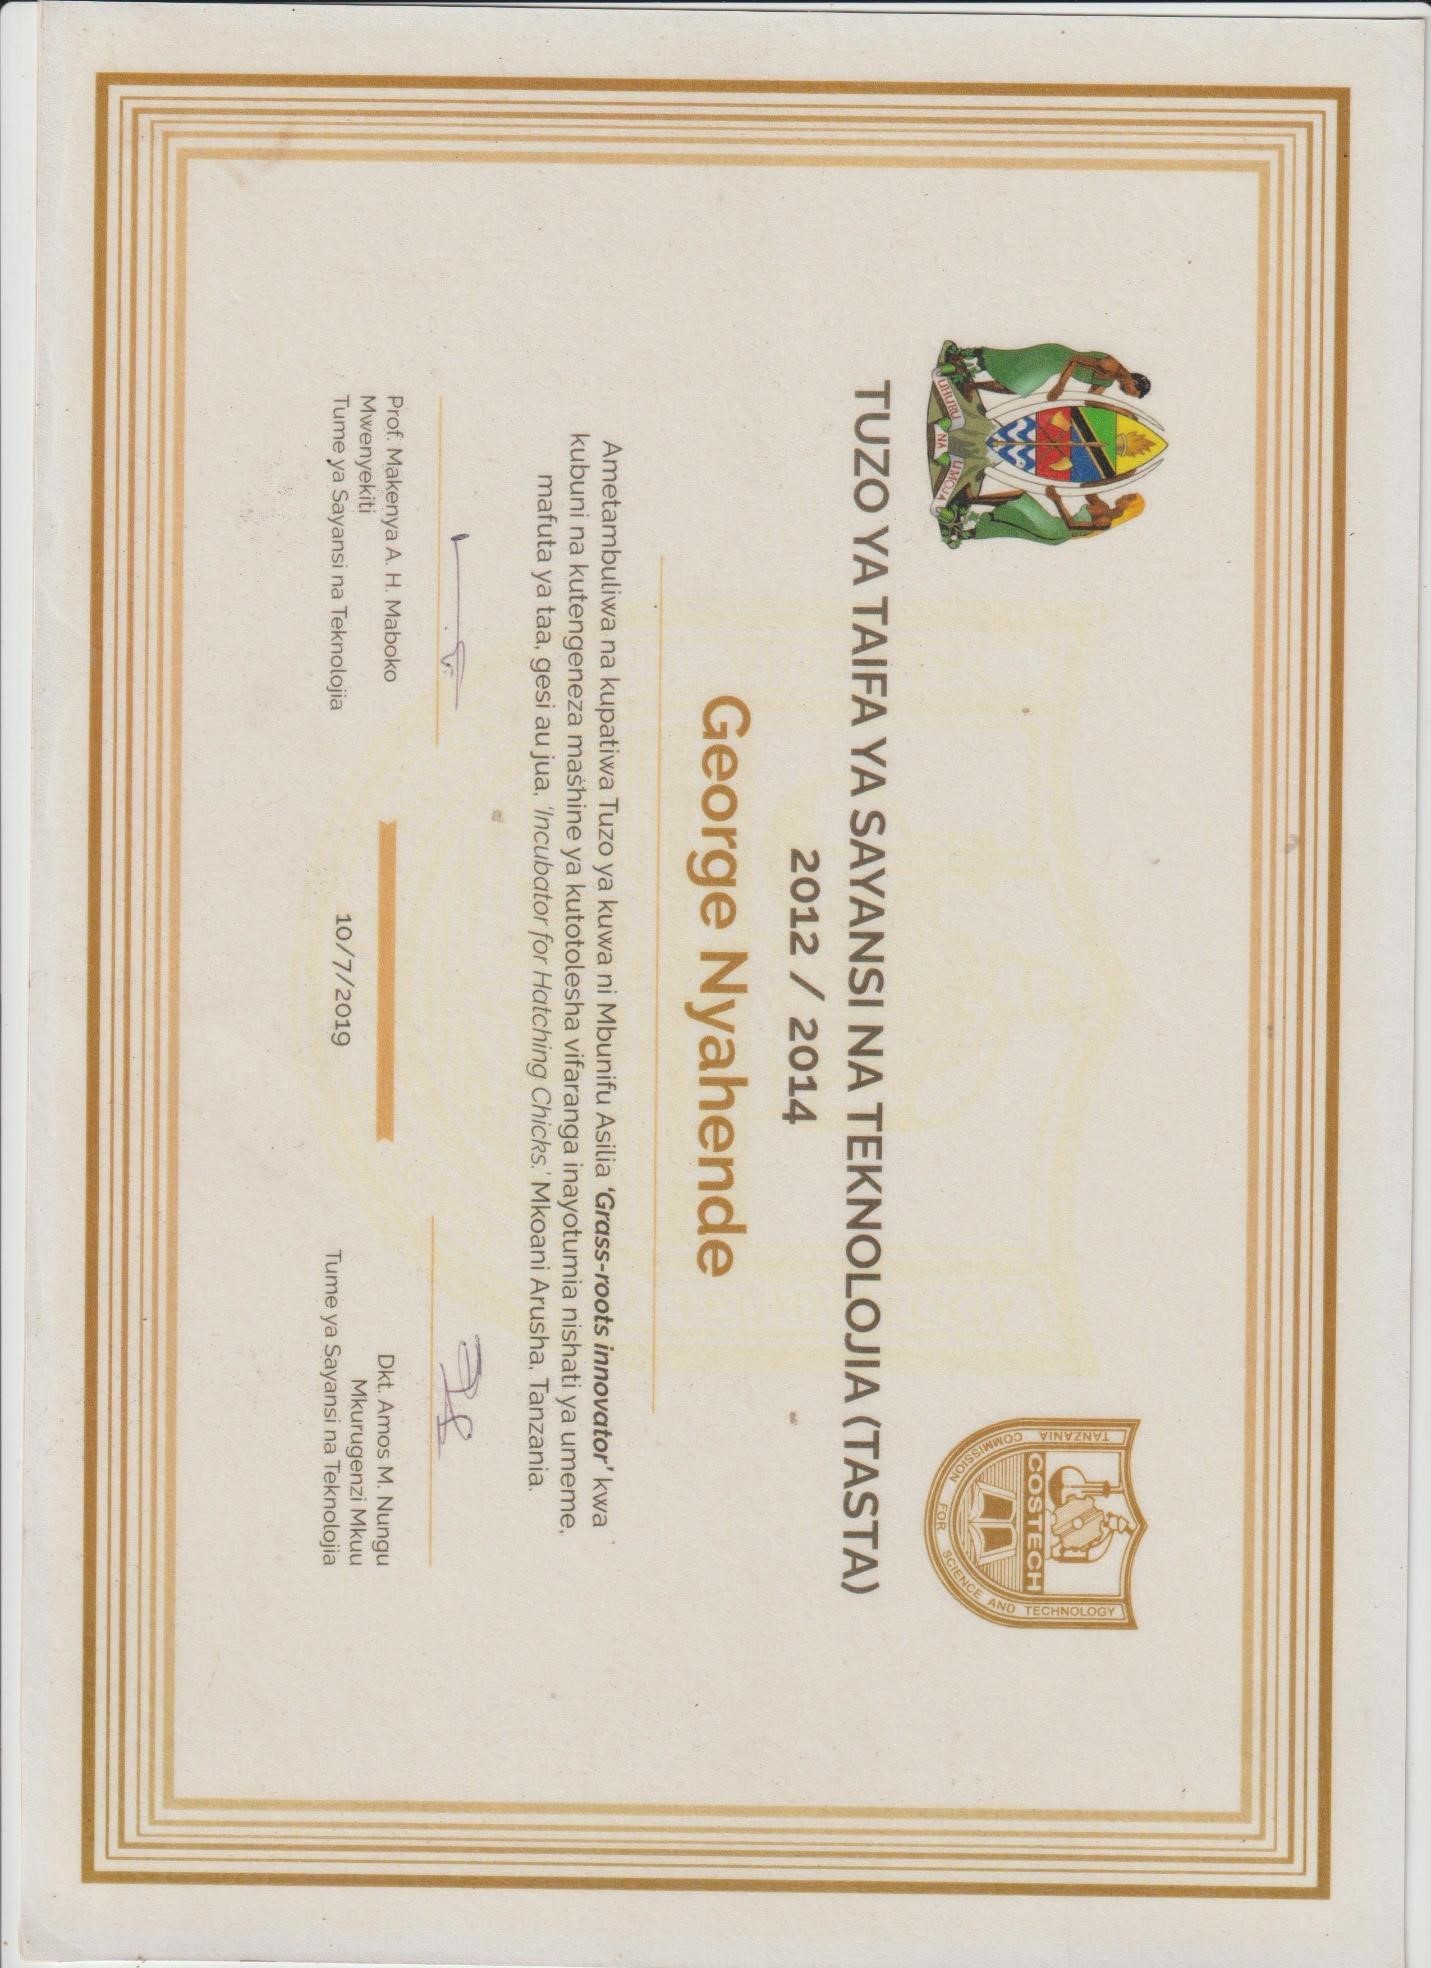 UHURU NA UMOJA
TANZANIA COMMISSION FOR SCIENCE AND TECHNOLOGY
COSTECH
TUZO YA TAIFA YA SAYANSI NA TEKNOLOJIA (TASTA)
2012 / 2014
George Nyahende
Ametambuliwa na kupatiwa Tuzo ya kuwa ni Mbunifu Asilia 'Grass-roots innovator' kwa
kubuni na kutengeneza mashine ya kutotolesha vifaranga inayotumia nishati ya umeme,
mafuta ya taa, gesi au jua, 'Incubator for Hatching Chicks.' Mkoani Arusha, Tanzania.
Prof. Makenya A. H. Maboko
Mwenyekiti
Tume ya Sayansi na Teknolojia
10/7/2019
Dkt. Amos M. Nungu
Mkurugenzi Mkuu
Tume ya Sayansi na Teknolojia